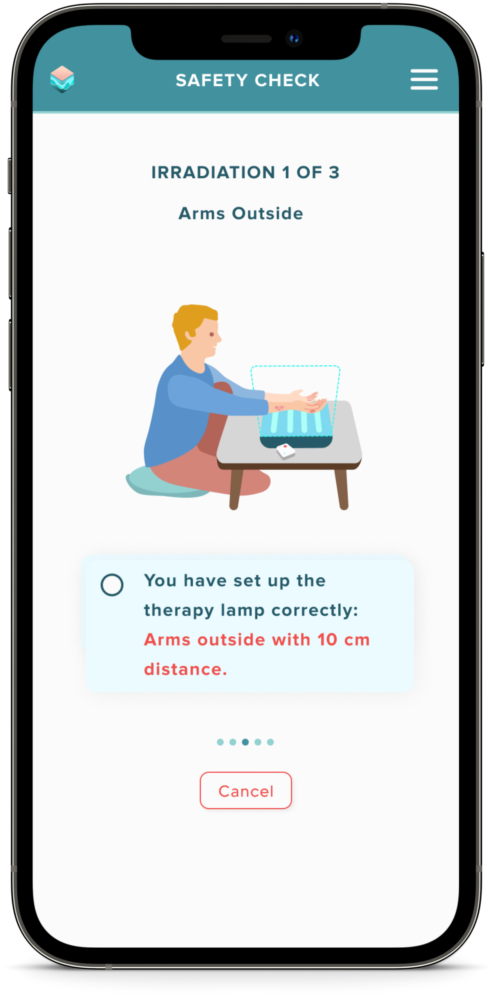 SAFETY CHECK
IRRADIATION 1 OF 3
Arms Outside
You have set up the
therapy lamp correctly:
Arms outside with 10 cm
distance.
Cancel